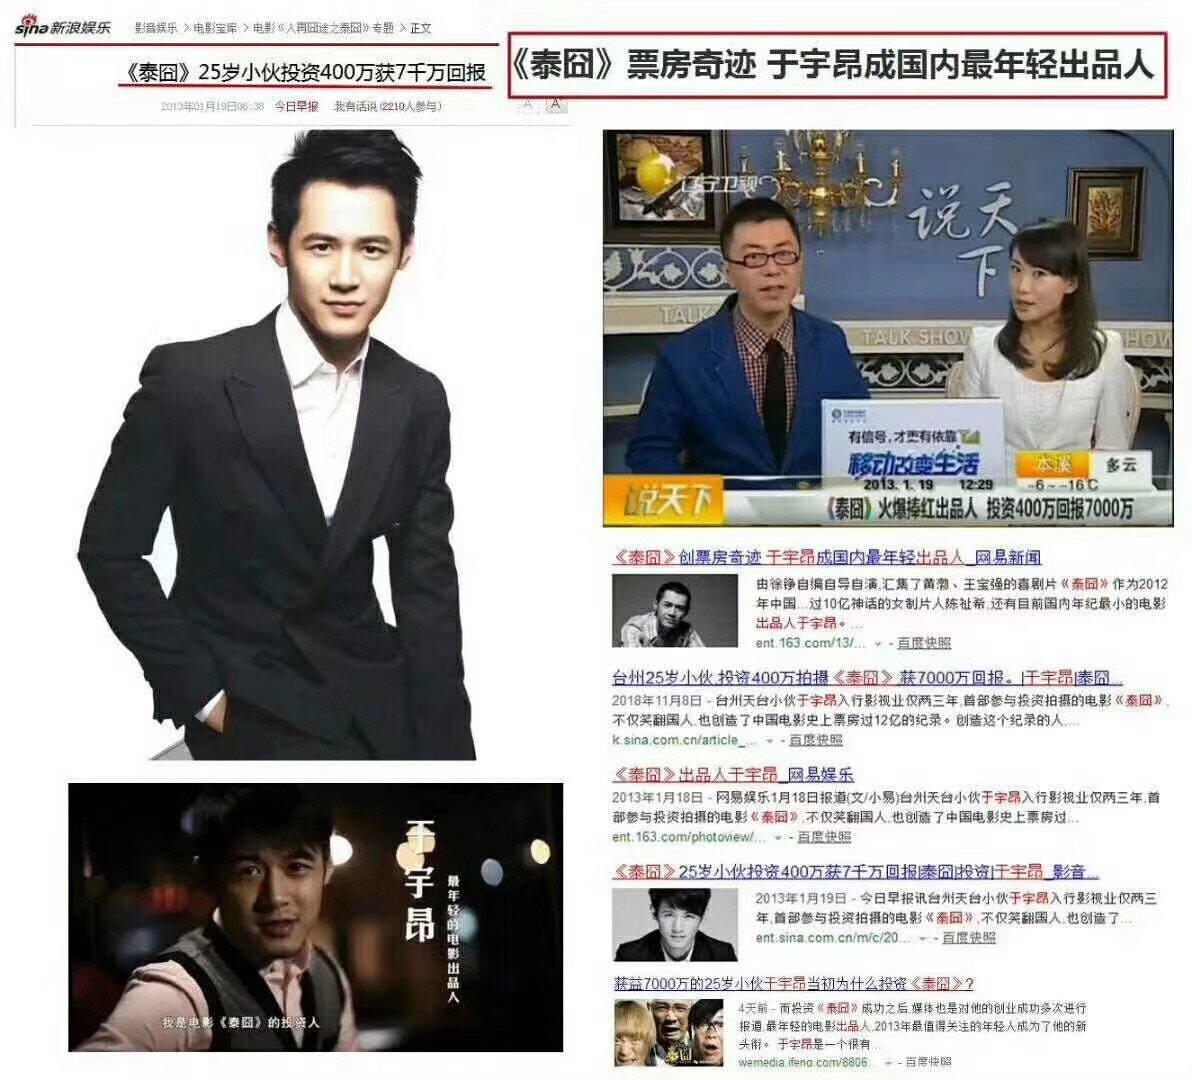 sina新浪娱乐
影音娱乐 > 电影宝库 > 电影《人再囧途之泰囧》专题 > 正文
《泰囧》25岁小伙投资400万获7千万回报
2013年01月19日06:38 今日早报 我有话说(2210人参与)
A A
《泰囧》票房奇迹 于宇昂成国内最年轻出品人
辽宁卫视
说天下
TALK
TALK SHOW
HOW
中国移动通信
有信号,才更有依靠
移动改变生活
本溪 多云
-6~-16℃
2013. 1. 19 12:29
说天下
《泰囧》火爆捧红出品人 投资400万回报7000万
于宇昂
最年轻的电影出品人
我是电影《泰囧》的投资人
《泰囧》创票房奇迹 于宇昂成国内最年轻出品人_网易新闻
由徐铮自编自导自演,汇集了黄渤、王宝强的喜剧片《泰囧》作为2012
年中国...过10亿神话的女制片人陈祉希,还有目前国内年纪最小的电影
出品人于宇昂。...
ent.163.com/13/... - 百度快照
台州25岁小伙,投资400万拍摄《泰囧》 获7000万回报。|于宇昂|泰囧...
2018年11月8日 - 台州天台小伙于宇昂入行影视业仅两三年,首部参与投资拍摄的电影《泰囧》,
不仅笑翻国人,也创造了中国电影史上票房过12亿的纪录。创造这个纪录的人,...
k.sina.com.cn/article_... - 百度快照
《泰囧》出品人于宇昂_网易娱乐
2013年1月18日 - 网易娱乐1月18日报道(文/小易)台州天台小伙于宇昂入行影视业仅两三年,首
部参与投资拍摄的电影《泰囧》,不仅笑翻国人,也创造了中国电影史上票房过...
ent.163.com/photoview/... - 百度快照
《泰囧》25岁小伙投资400万获7千万回报|泰囧|投资|于宇昂_影音...
2013年1月19日 - 今日早报讯台州天台小伙于宇昂入行影视业仅两三
年,首部参与投资拍摄的电影《泰囧》,不仅笑翻国人,也创造了...
ent.sina.com.cn/m/c/20... - 百度快照
获益7000万的25岁小伙于宇昂当初为什么投资《泰囧》?
4天前 - 而投资《泰囧》成功之后,媒体也是对他的创业成功多次进行
报道,最年轻的电影出品人,2013年最值得关注的年轻人成为了他的新
头衔。 于宇昂是一个很有...
wemedia.ifeng.com/8806... - 百度快照
囧